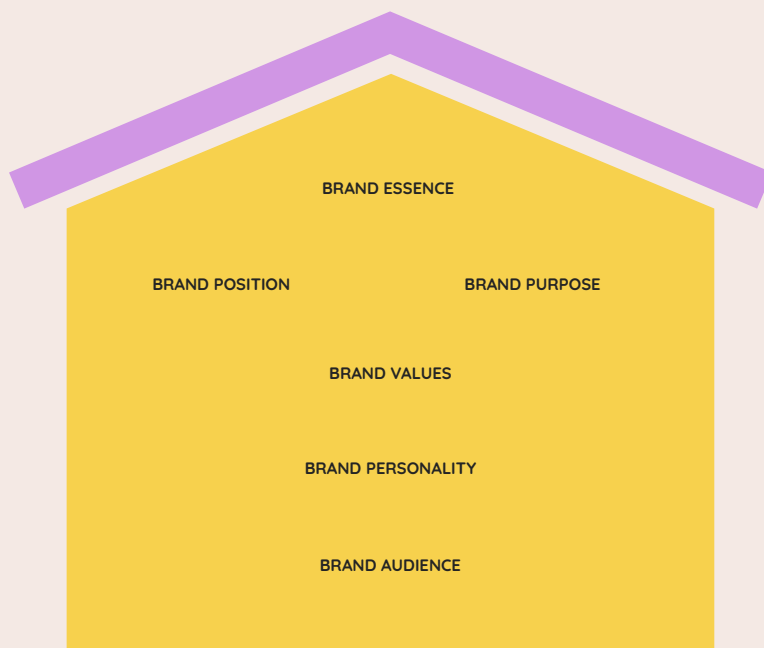 BRAND ESSENCE
BRAND POSITION
BRAND PURPOSE
BRAND VALUES
BRAND PERSONALITY
BRAND AUDIENCE